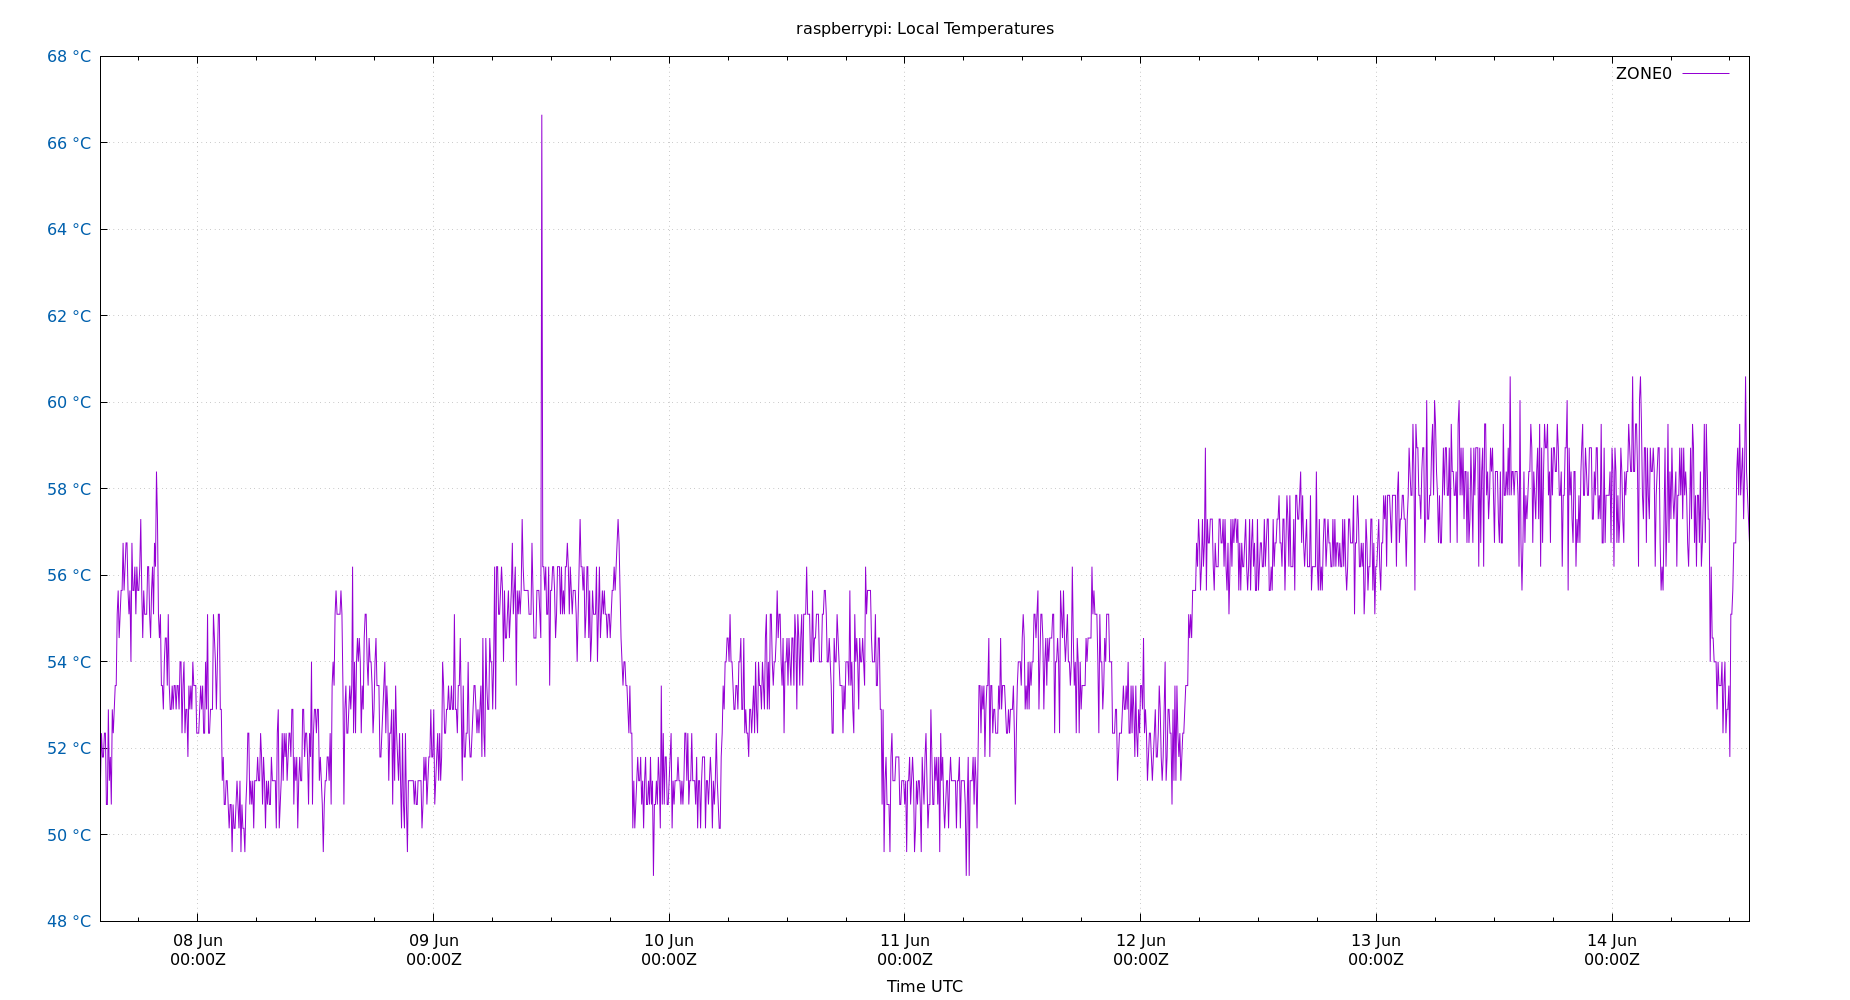 raspberrypi: Local Temperatures
68 °C
ZONE0
66 °C
64 °C
62 °C
60 °C
58 °C
56 °C
54 °C
52 °C
50 °C
48 °C
08 Jun 09 Jun 10 Jun 11 Jun 12 Jun 13 Jun 14 Jun
00:00Z 00:00Z 00:00Z 00:00Z 00:00Z 00:00Z 00:00Z
Time UTC